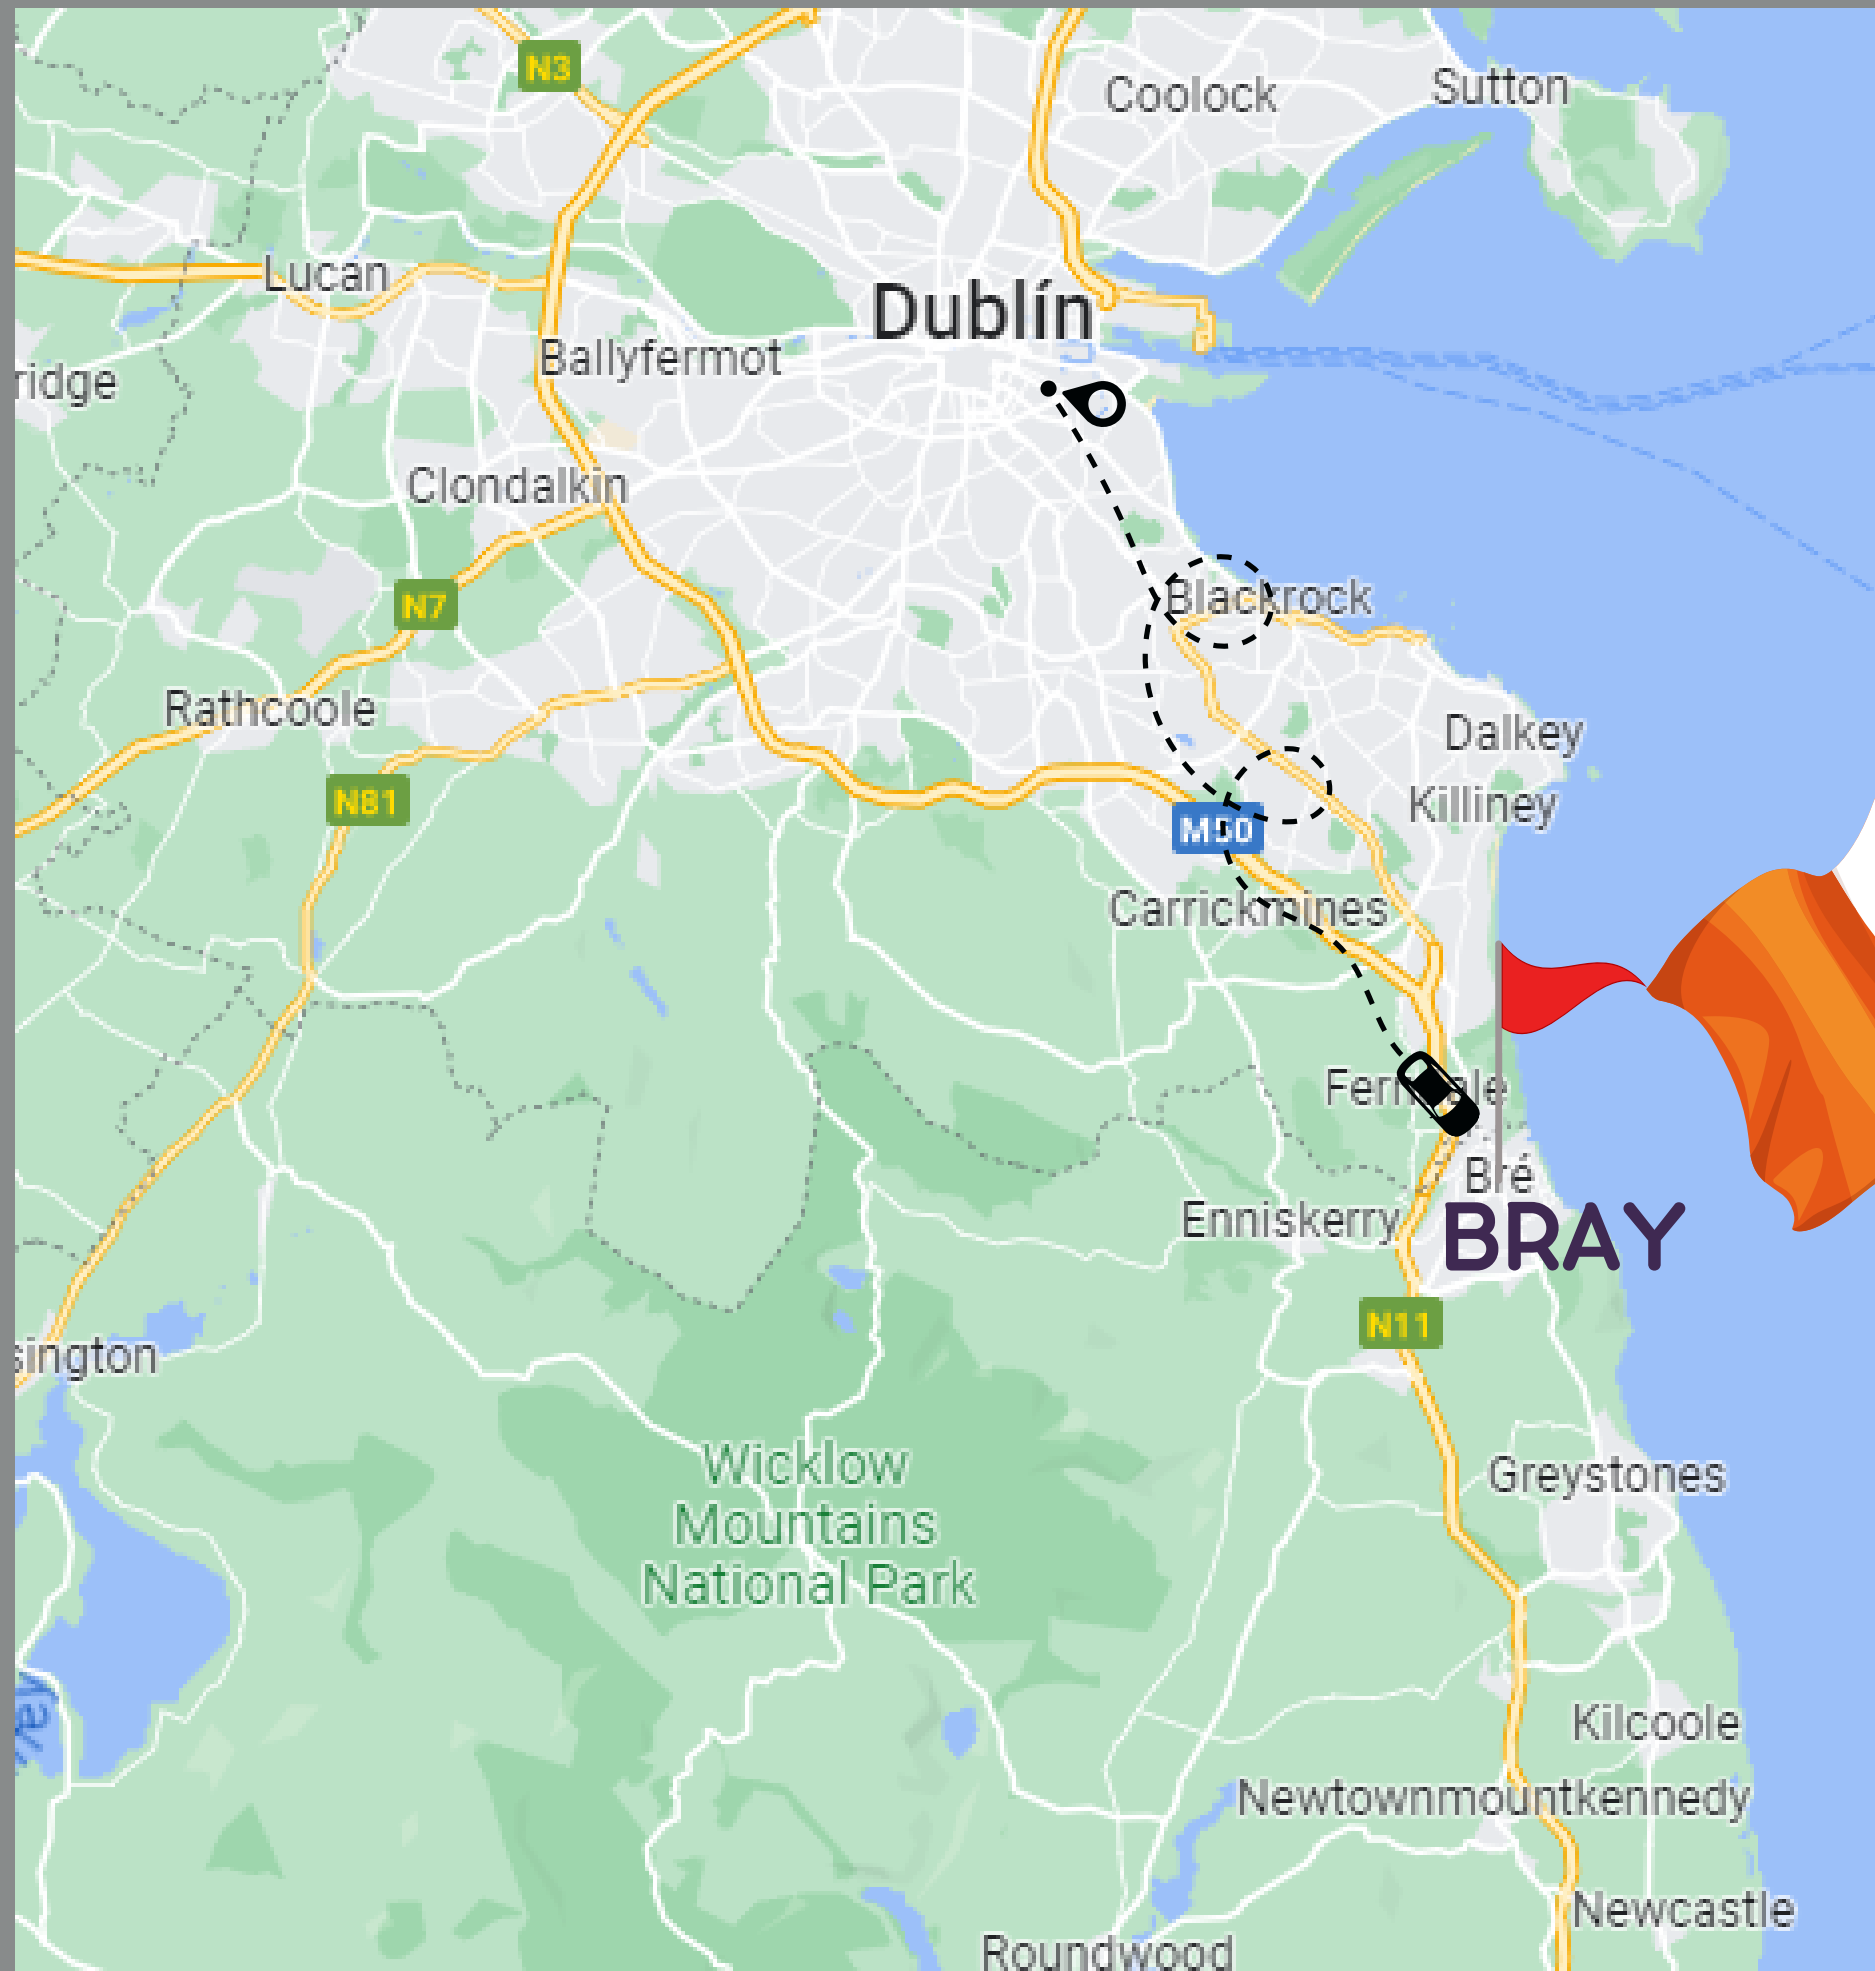 N3
Coolock
Sutton
Lucan
Dublín
Ballyfermot
ridge
Clondalkin
N7
Blackrock
Rathcoole
Dalkey
N81
Killiney
M50
Carrickmines
Bré
Enniskerry
BRAY
N11
sington
Wicklow
Mountains
National Park
Greystones
Kilcoole
Newtownmountkennedy
Newcastle
Roundwood